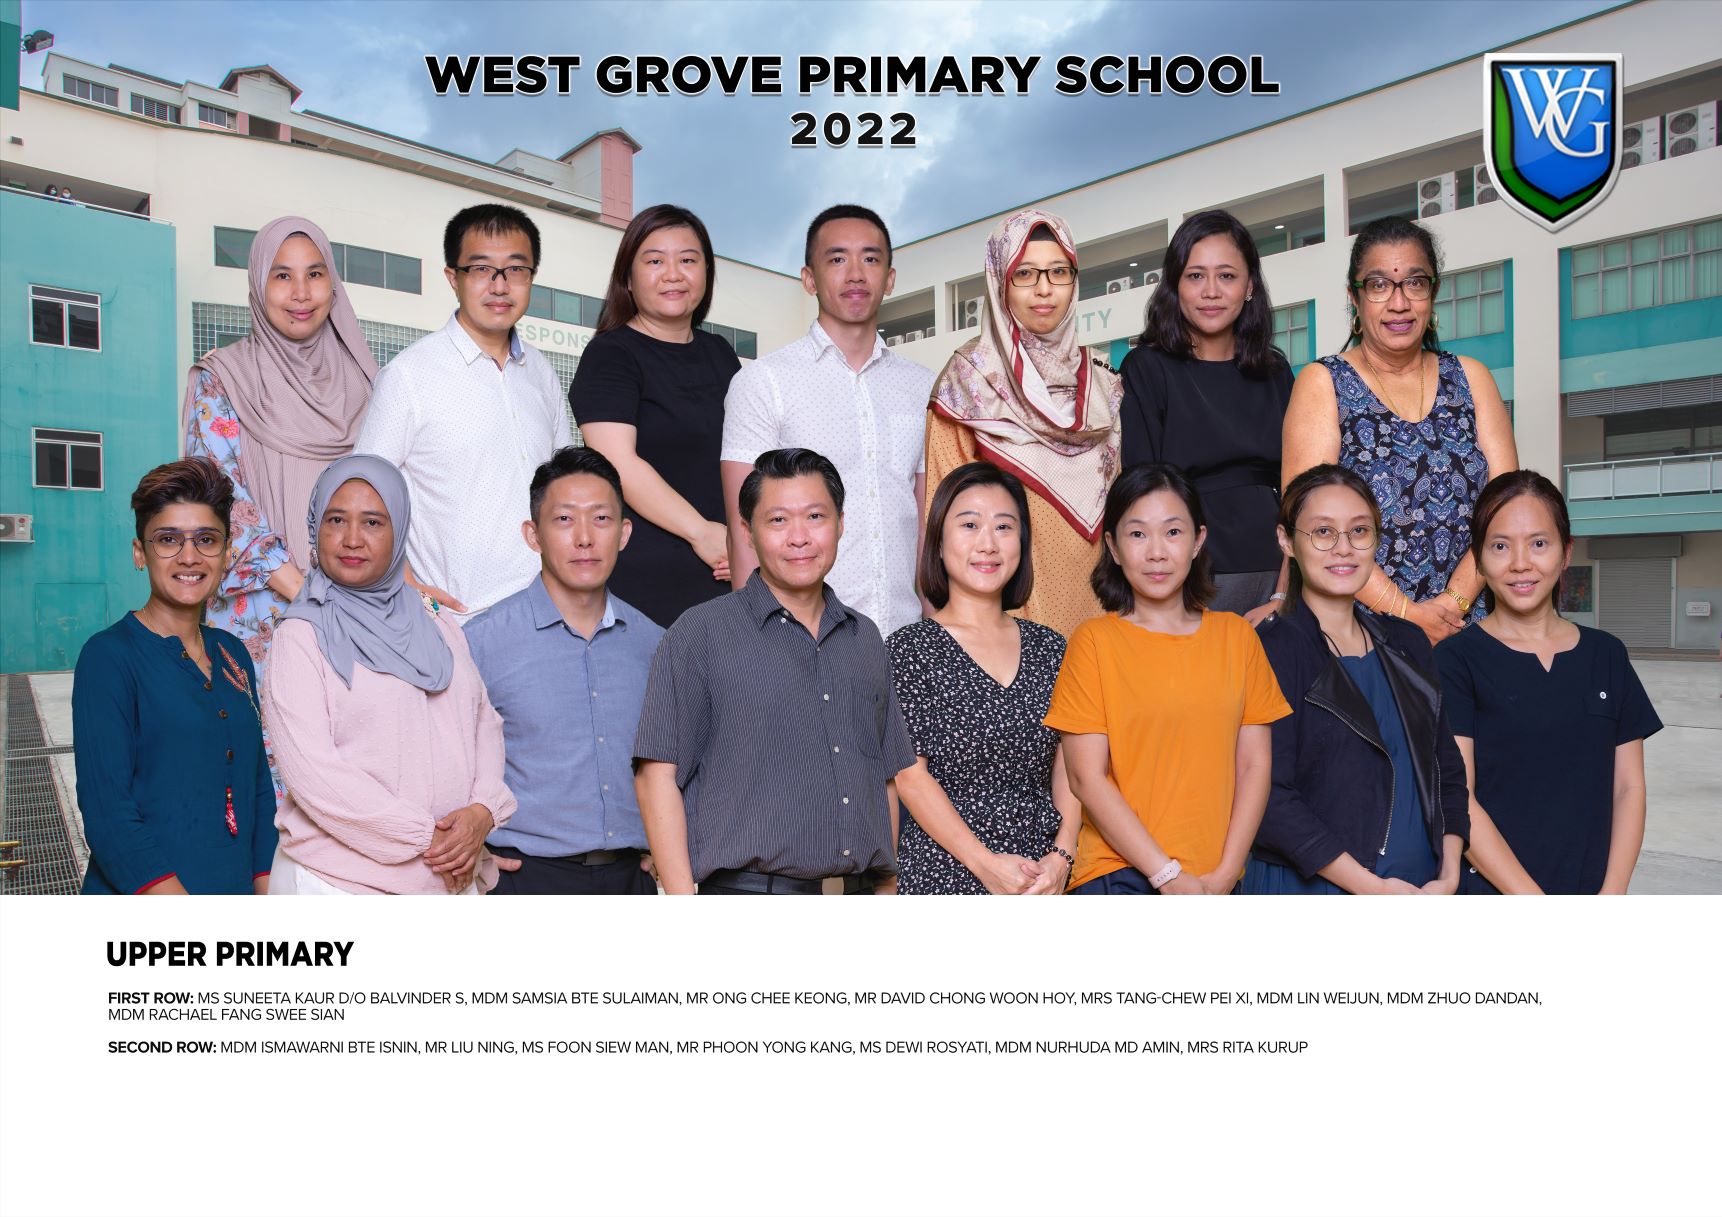 WEST GROVE PRIMARY SCHOOL
2022
WG
ESPONS
ITY
UPPER PRIMARY
FIRST ROW: MS SUNEETA KAUR D/O BALVINDER S, MDM SAMSIA BTE SULAIMAN, MR ONG CHEE KEONG, MR DAVID CHONG WOON HOY, MRS TANG-CHEW PEI XI, MDM LIN WEIJUN, MDM ZHUO DANDAN,
MDM RACHAEL FANG SWEE SIAN
SECOND ROW: MDM ISMAWARNI BTE ISNIN, MR LIU NING, MS FOON SIEW MAN, MR PHOON YONG KANG, MS DEWI ROSYATI, MDM NURHUDA MD AMIN, MRS RITA KURUP